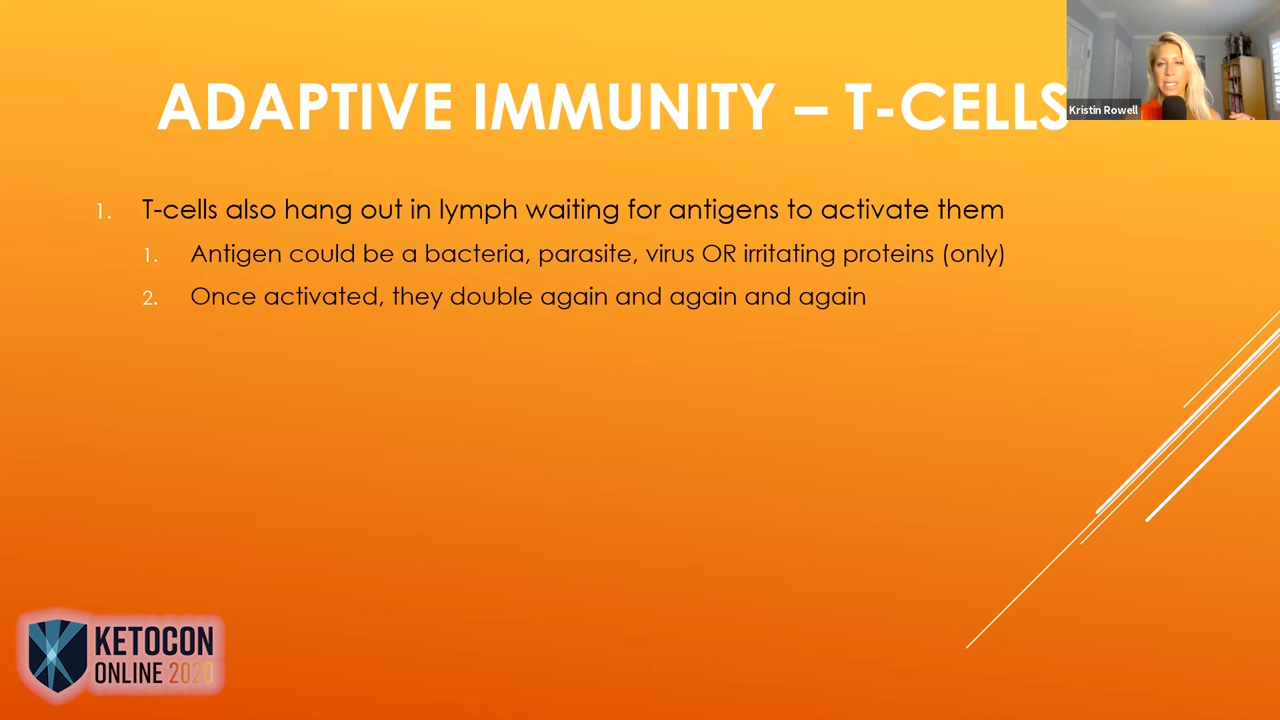 ADAPTIVE IMMUNITY – T-CELLS
Kristin Rowell
1. T-cells also hang out in lymph waiting for antigens to activate them
1. Antigen could be a bacteria, parasite, virus OR irritating proteins (only)
2. Once activated, they double again and again and again
KETOCON
ONLINE 2020